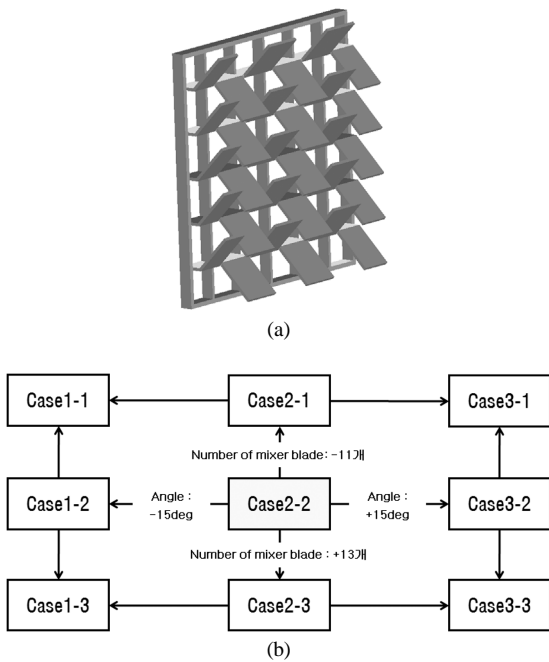 (a)
Case1-1
Case2-1
Case3-1
Number of mixer blade: -11개
Case1-2
Angle :
-15deg
Case2-2
Angle :
+15deg
Case3-2
Number of mixer blade : +13개
Case1-3
Case2-3
Case3-3
(b)